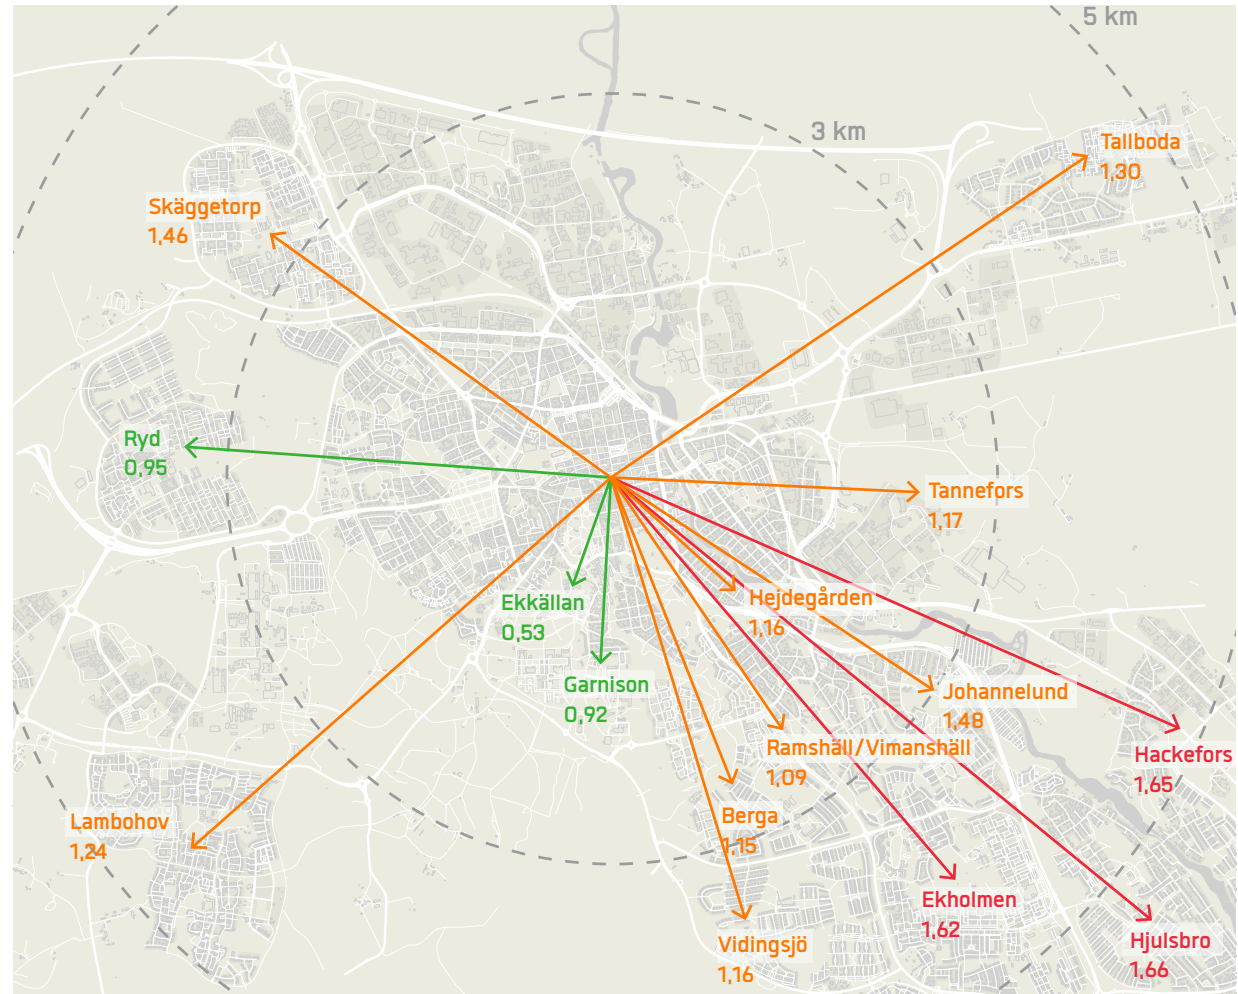 5 km
3 km
Tallboda
1,30
Skäggetorp
1,46
Ryd
0,95
Tannefors
1,17
Ekkällan
0,53
Hejdegården
1,16
Garnison
0,92
Johannelund
1,48
Ramshäll/Vimanshäll
1,09
Hackefors
1,65
Lambohov
1,24
Berga
1,15
Ekholmen
1,62
Vidingsjö
1,16
Hjulsbro
1,66